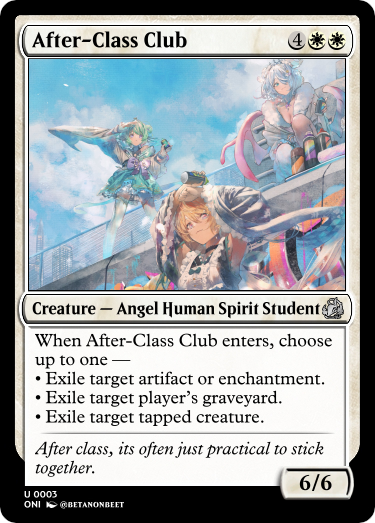 After-Class Club 4
Creature — Angel Human Spirit Student
When After-Class Club enters, choose
up to one —
• Exile target artifact or enchantment.
• Exile target player's graveyard.
• Exile target tapped creature.
After class, its often just practical to stick
together.
6/6
U 0003
ONI @BETANONBEET